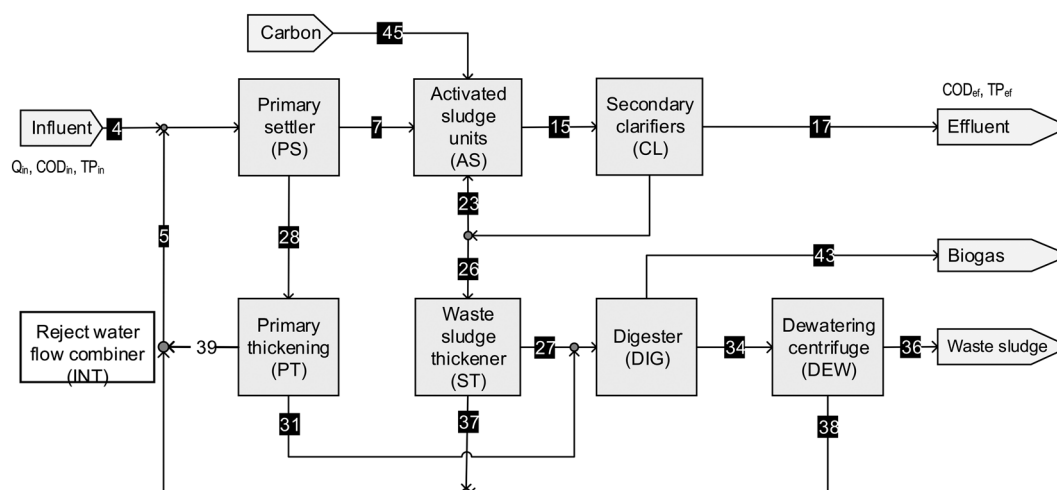 Carbon
45
CODef, TPef
Influent
4
Primary
settler
(PS)
7
Activated
sludge
units
(AS)
15
Secondary
clarifiers
(CL)
17
Effluent
Qin, CODin, TPin
5
28
23
26
43
Biogas
Reject water
flow combiner
(INT)
39
Primary
thickening
(PT)
Waste
sludge
thickener
(ST)
27
Digester
(DIG)
34
Dewatering
centrifuge
(DEW)
36
Waste sludge
31
37
38